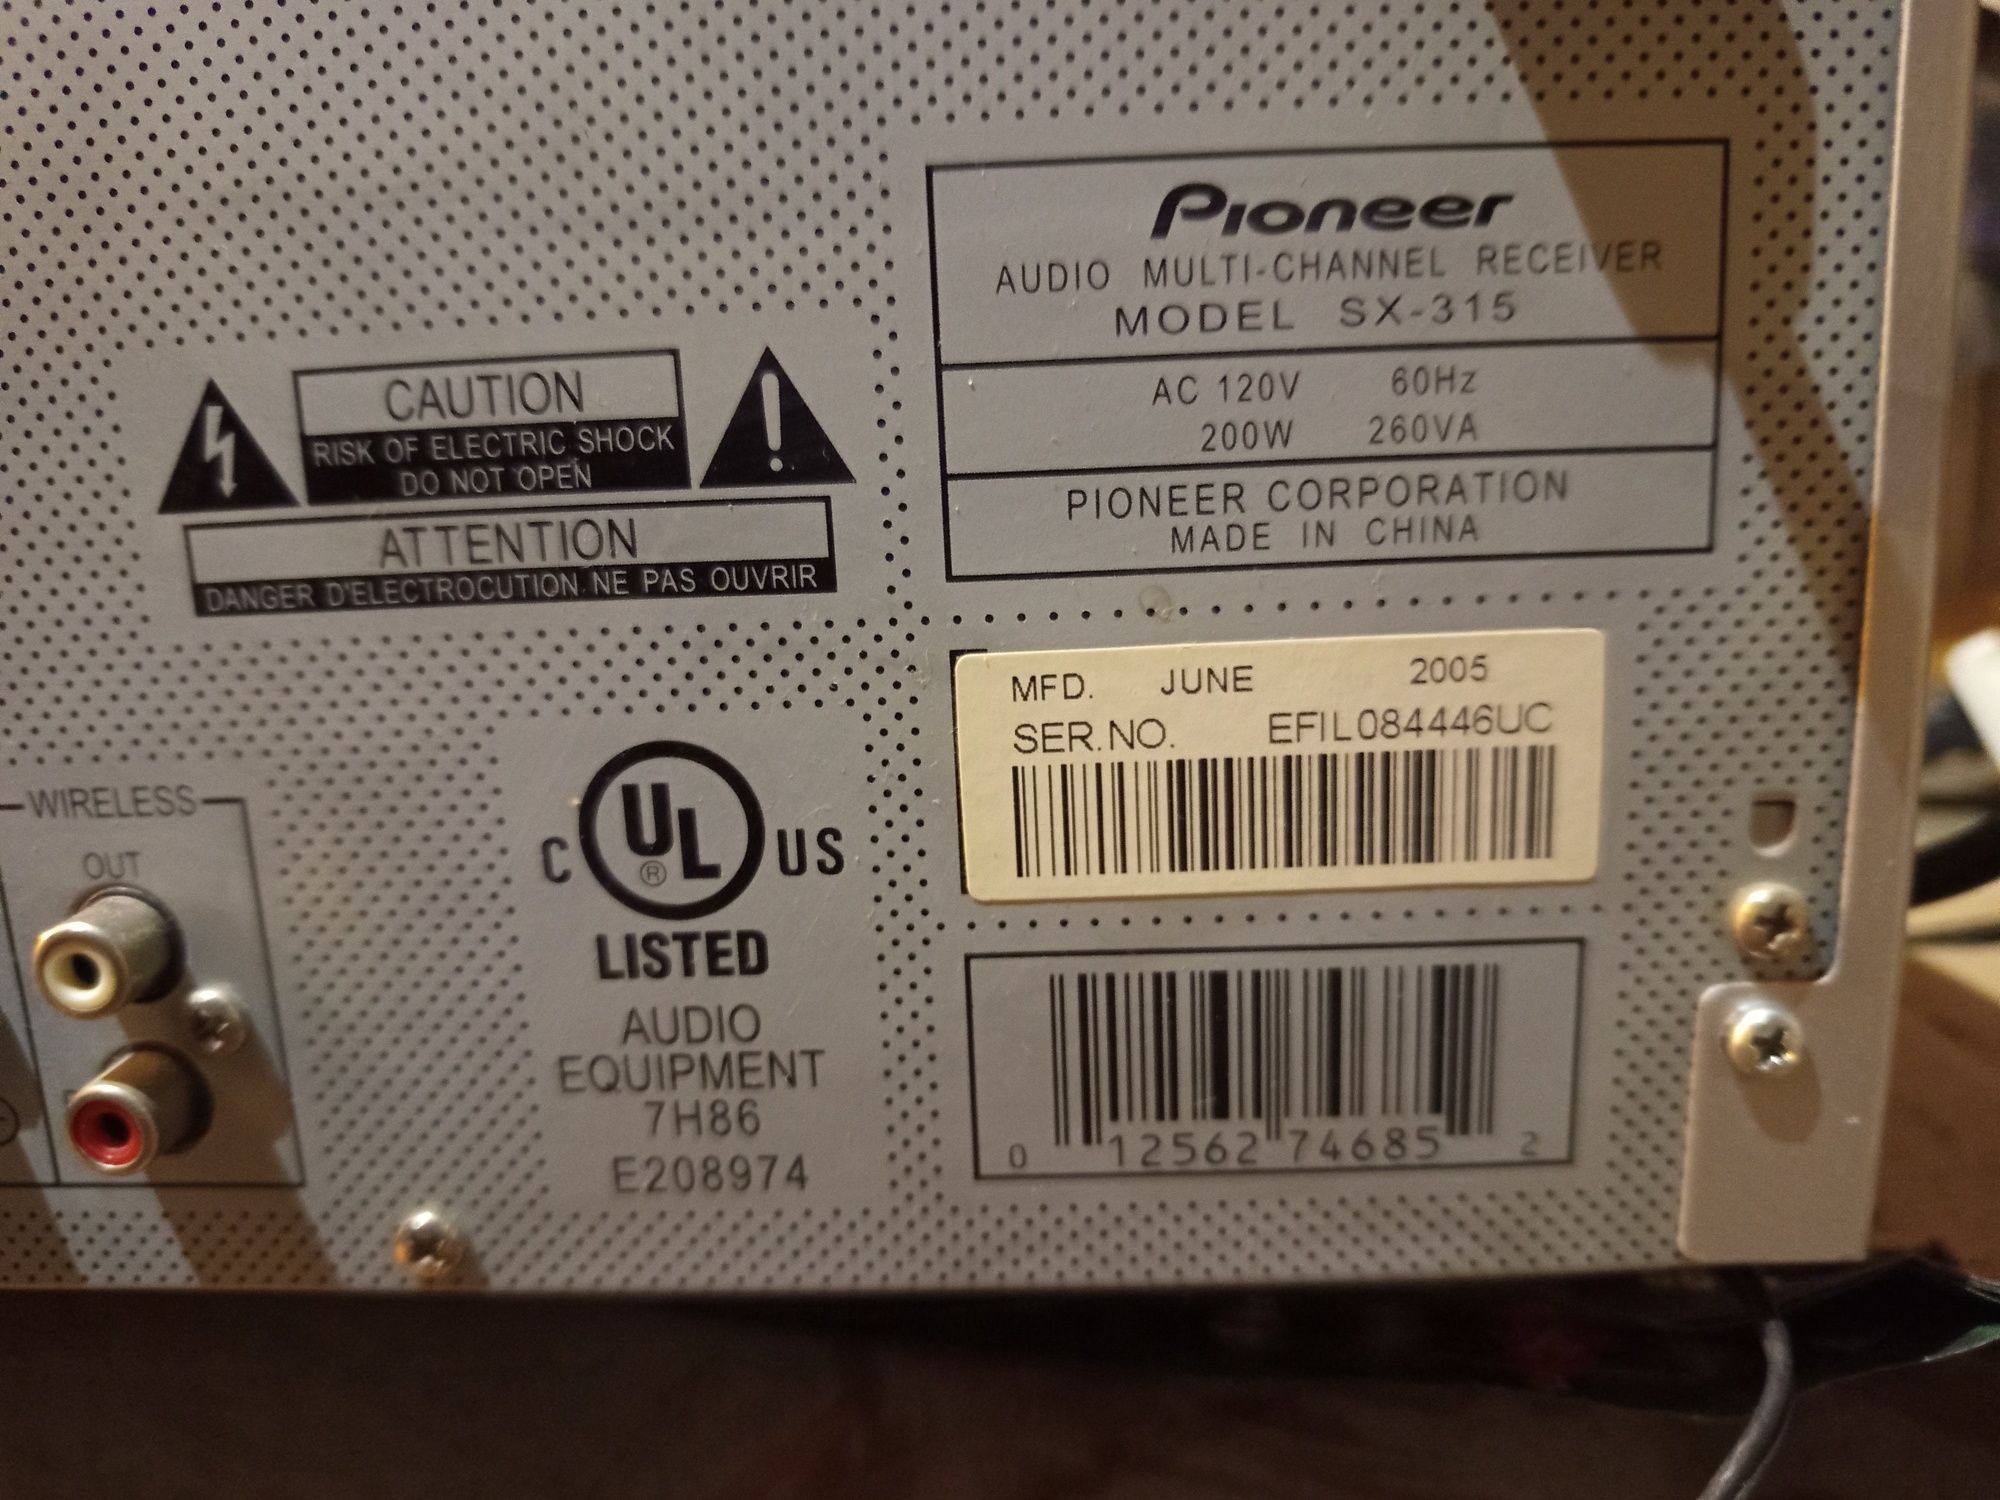 Pioneer
AUDIO MULTI-CHANNEL RECEIVER
MODEL SX-315
AC 120V 60Hz
200W 260VA
PIONEER CORPORATION
MADE IN CHINA
CAUTION
RISK OF ELECTRIC SHOCK
DO NOT OPEN
ATTENTION
DANGER D'ELECTROCUTION NE PAS OUVRIR
MFD. JUNE 2005
SER.NO. EFIL084446UC
WIRELESS
OUT
C UL ® US
LISTED
AUDIO
EQUIPMENT
7H86
E208974
0 12562 74685 2